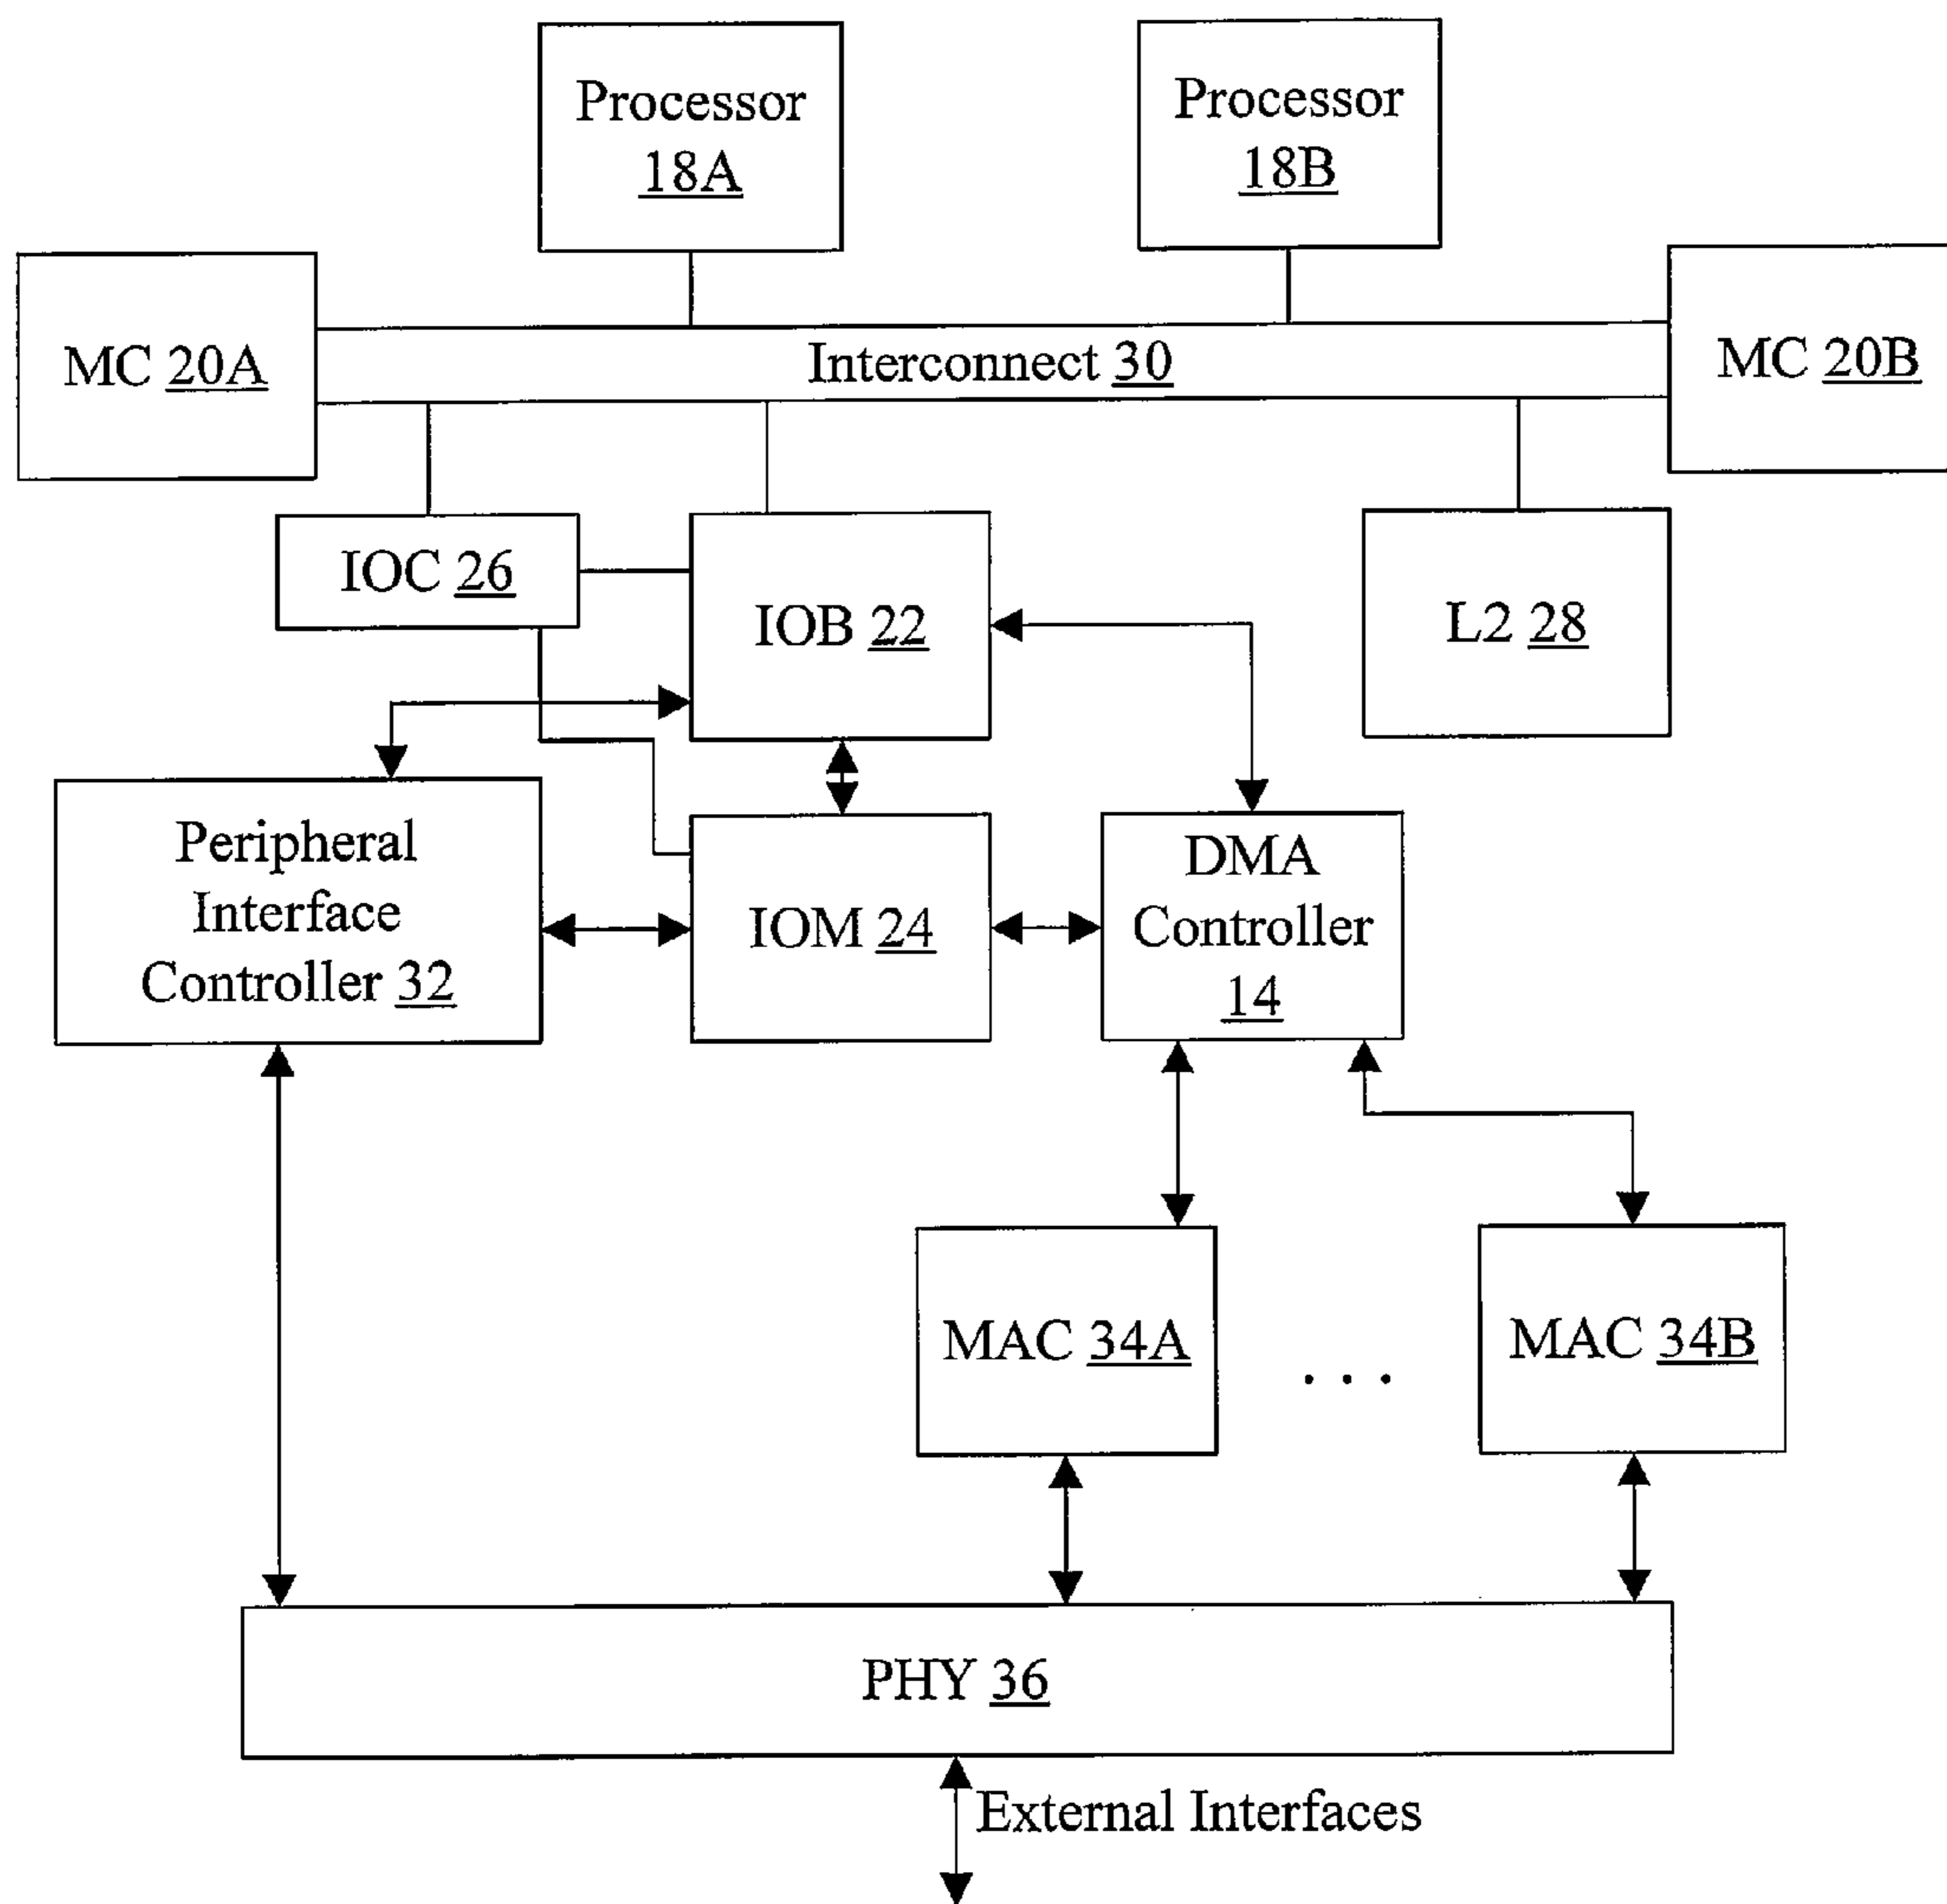 Processor
18A
Processor
18B
MC 20A
Interconnect 30
MC 20B
IOC 26
IOB 22
L2 28
Peripheral
Interface
Controller 32
IOM 24
DMA
Controller
14
MAC 34A
. . .
MAC 34B
PHY 36
External Interfaces